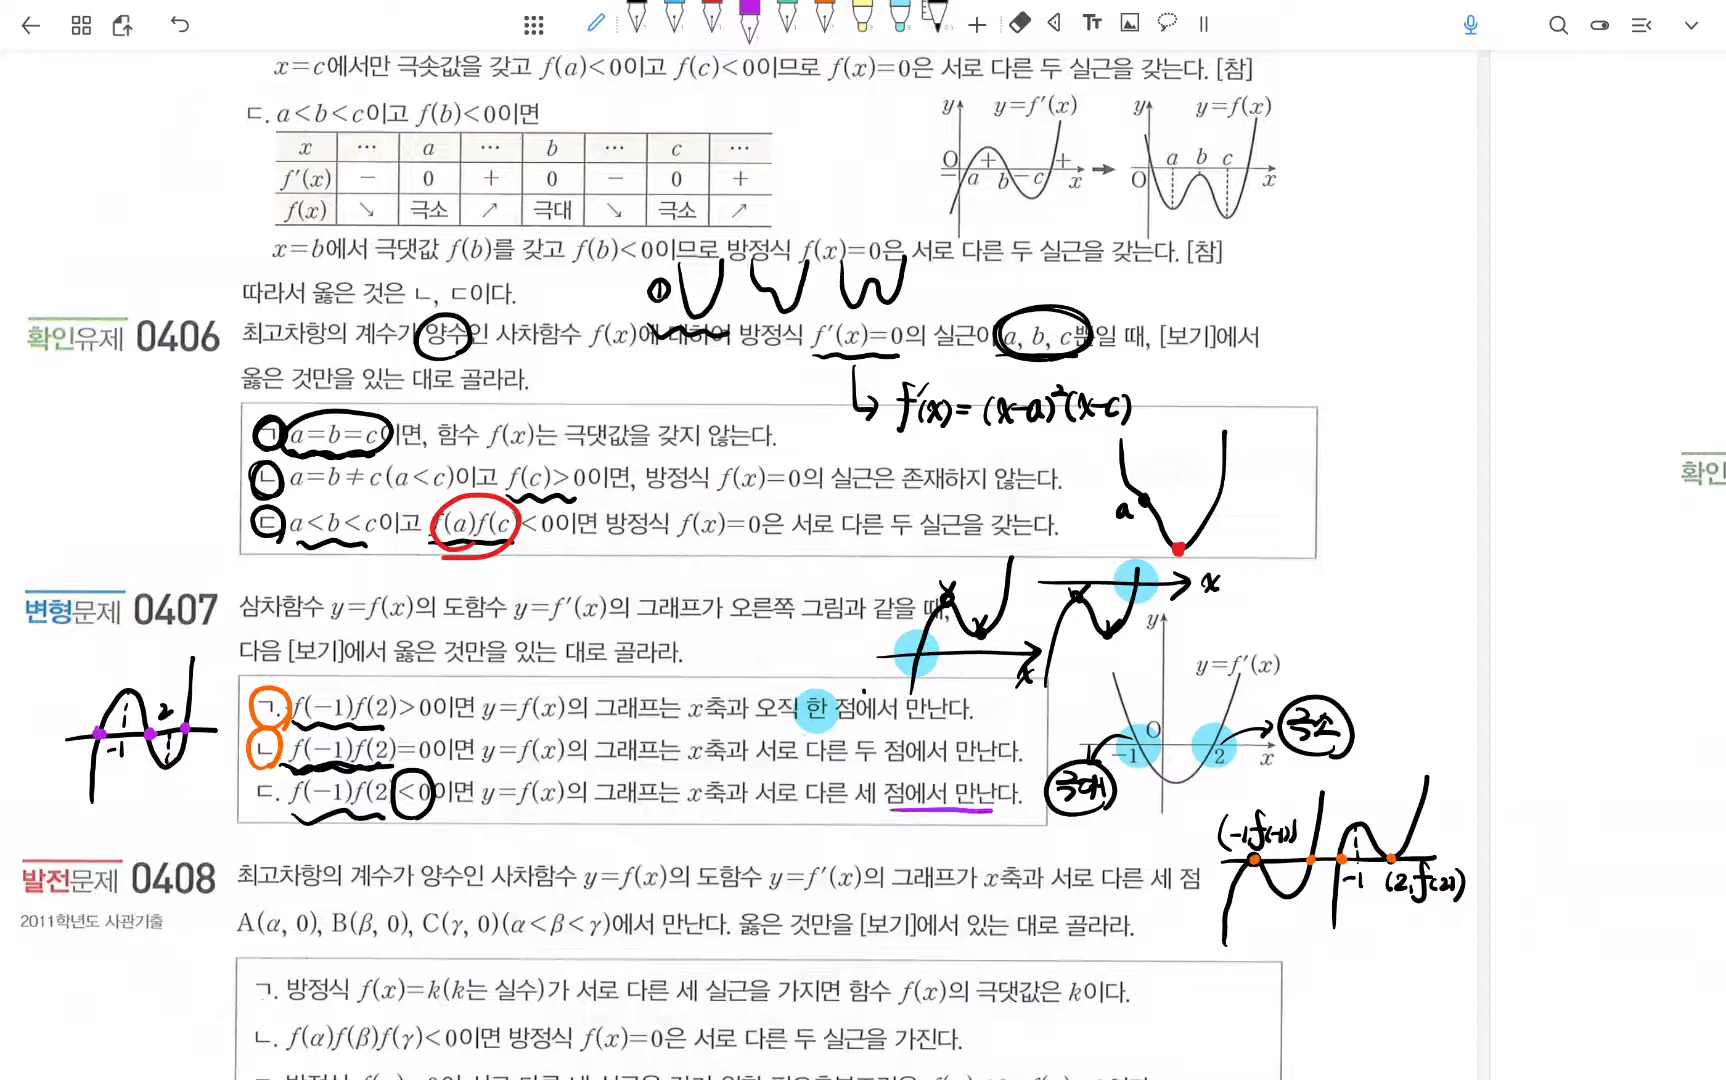 x=c에서만 극솟값을 갖고 f(a)<0이고 f(c)<0이므로 f(x)=0은 서로 다른 두 실근을 갖는다. [참]
ㄷ. a<b<c이고 f(b)<0이면
x ⋯ a ⋯ b ⋯ c ⋯
f′(x) − 0 + 0 − 0 +
f(x) ↘ 극소 ↗ 극대 ↘ 극소 ↗
y y=f′(x) O + + − a b − c x
y y=f(x) a b c O x
x=b에서 극댓값 f(b)를 갖고 f(b)<0이므로 방정식 f(x)=0은 서로 다른 두 실근을 갖는다. [참]
따라서 옳은 것은 ㄴ, ㄷ이다.
①
확인유제 0406 최고차항의 계수가 양수인 사차함수 f(x)에 대하여 방정식 f′(x)=0의 실근이 a, b, c뿐일 때, [보기]에서
옳은 것만을 있는 대로 골라라.
f′(x)=(x-a)²(x-c)
ㄱ. a=b=c이면, 함수 f(x)는 극댓값을 갖지 않는다.
ㄴ. a=b≠c(a<c)이고 f(c)>0이면, 방정식 f(x)=0의 실근은 존재하지 않는다.
ㄷ. a<b<c이고 f(a)f(c)<0이면 방정식 f(x)=0은 서로 다른 두 실근을 갖는다.
a
x
확인
변형문제 0407 삼차함수 y=f(x)의 도함수 y=f′(x)의 그래프가 오른쪽 그림과 같을 때,
다음 [보기]에서 옳은 것만을 있는 대로 골라라.
x
ㄱ. f(−1)f(2)>0이면 y=f(x)의 그래프는 x축과 오직 한 점에서 만난다.
ㄴ. f(−1)f(2)=0이면 y=f(x)의 그래프는 x축과 서로 다른 두 점에서 만난다.
ㄷ. f(−1)f(2)<0이면 y=f(x)의 그래프는 x축과 서로 다른 세 점에서 만난다.
-1 2
y y=f′(x) O −1 2 x
극소
극대
(-1,f(-1))
-1 (2,f(2))
발전문제 0408 최고차항의 계수가 양수인 사차함수 y=f(x)의 도함수 y=f′(x)의 그래프가 x축과 서로 다른 세 점
2011학년도 사관기출 A(α, 0), B(β, 0), C(γ, 0)(α<β<γ)에서 만난다. 옳은 것만을 [보기]에서 있는 대로 골라라.
ㄱ. 방정식 f(x)=k(k는 실수)가 서로 다른 세 실근을 가지면 함수 f(x)의 극댓값은 k이다.
ㄴ. f(α)f(β)f(γ)<0이면 방정식 f(x)=0은 서로 다른 두 실근을 가진다.